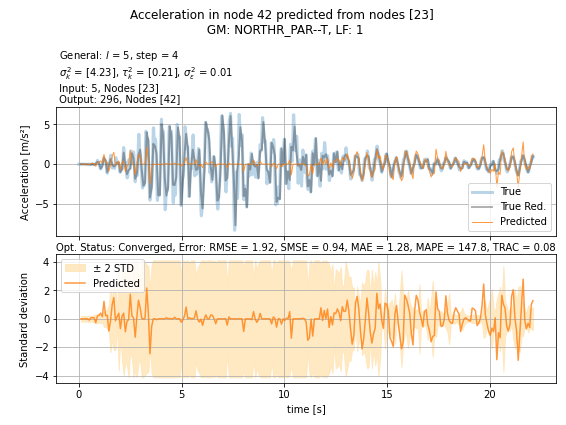 Acceleration in node 42 predicted from nodes [23]
GM: NORTHR_PAR--T, LF: 1
General: l = 5, step = 4
σ²ₖ = [4.23], τ²ₖ = [0.21], σ²ₑ = 0.01
Input: 5, Nodes [23]
Output: 296, Nodes [42]
Acceleration [m/s²]
5
0
−5
True
True Red.
Predicted
Opt. Status: Converged, Error: RMSE = 1.92, SMSE = 0.94, MAE = 1.28, MAPE = 147.8, TRAC = 0.08
Standard deviation
4
2
0
−2
−4
± 2 STD
Predicted
0 5 10 15 20
time [s]